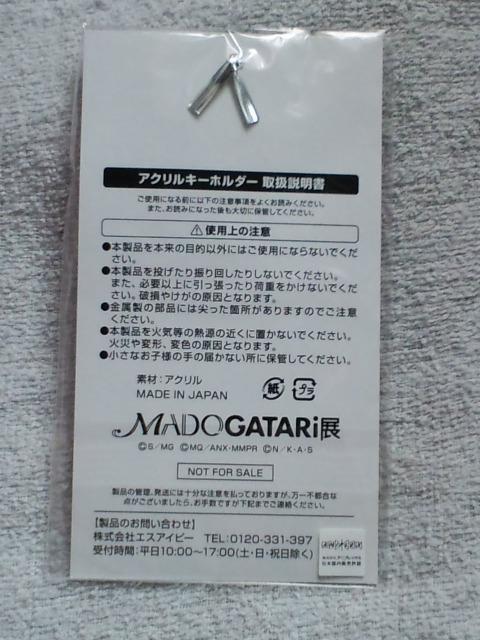 アクリルキーホルダー 取扱説明書
ご使用になる前に以下の注意事項をよくお読みください。
また、お読みになった後も大切に保管してください。
⚠使用上の注意
●本製品を本来の目的以外にはご使用にならないでくだ
さい。
●本製品を投げたり振り回したりしないでください。
また、必要以上に引っ張ったり荷重をかけないでくだ
さい。破損やけがの原因となります。
●金属製の部品には尖った箇所がありますのでご注意
ください。
●本製品を火気等の熱源の近くに置かないでください。
火災や変形、変色の原因となります。
●小さなお子様の手の届かない所に保管してください。
素材：アクリル
MADE IN JAPAN
紙 プラ
MADOGATARi展
©S/MG ©MQ/ANX・MMPR ©N/K・A・S
NOT FOR SALE
製品の管理、発送には十分な注意を払っておりますが、万一不都合な
点がございましたら、お手数ですが下記までご連絡ください。
【製品のお問い合わせ】
株式会社エスアイピー TEL:0120-331-397
受付時間：平日10:00〜17:00(土・日・祝日除く)
日本国内販売許諾